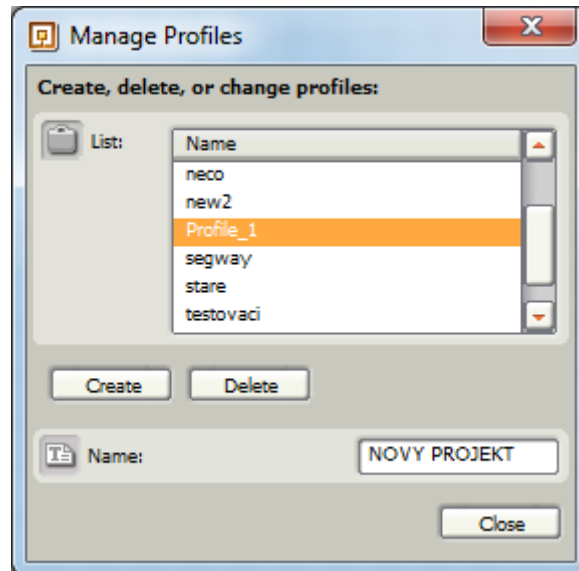 Manage Profiles
Create, delete, or change profiles:
List:
Name
neco
new2
Profile_1
segway
stare
testovaci
Create Delete
Name: NOVY PROJEKT
Close